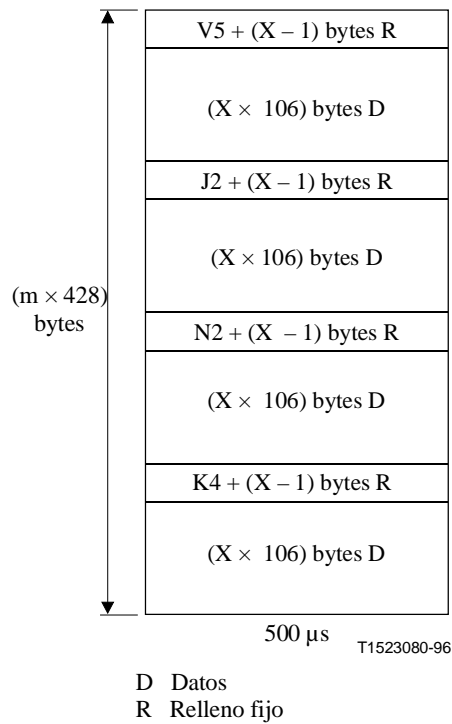 V5 + (X – 1) bytes R
(X × 106) bytes D
J2 + (X – 1) bytes R
(X × 106) bytes D
(m × 428)
bytes
N2 + (X – 1) bytes R
(X × 106) bytes D
K4 + (X – 1) bytes R
(X × 106) bytes D
500 µs
T1523080-96
D Datos
R Relleno fijo